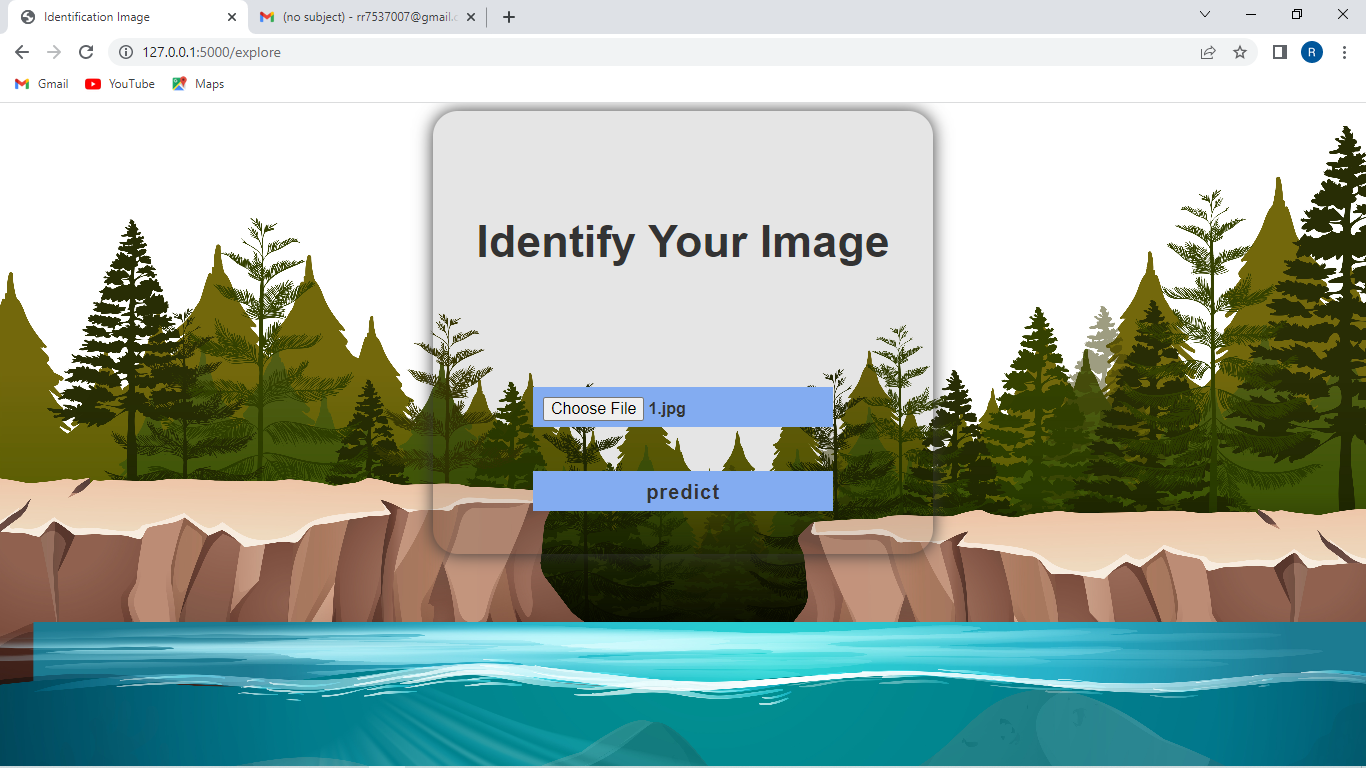 Identification Image
(no subject) - rr7537007@gmail.c
127.0.0.1:5000/explore
R
Gmail
YouTube
Maps
Identify Your Image
Choose File 1.jpg
predict